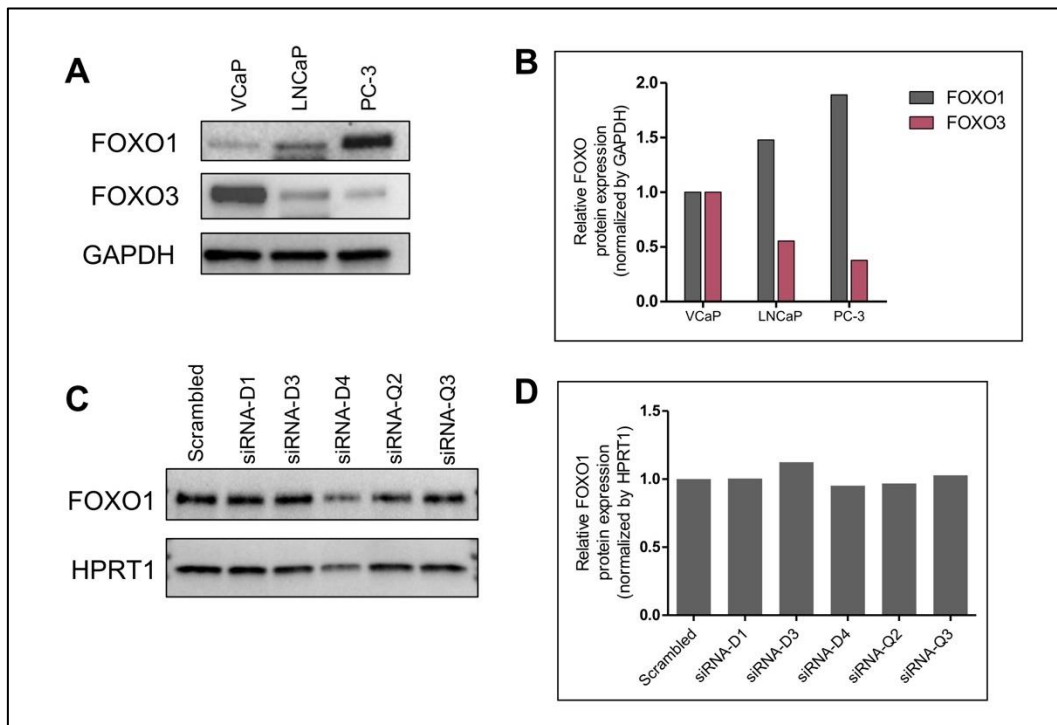 A
VCaP
LNCaP
PC-3
FOXO1
FOXO3
GAPDH
B
Relative FOXO
protein expression
(normalized by GAPDH)
2.0
1.5
1.0
0.5
0.0
VCaP
LNCaP
PC-3
FOXO1
FOXO3
C
Scrambled
siRNA-D1
siRNA-D3
siRNA-D4
siRNA-Q2
siRNA-Q3
FOXO1
HPRT1
D
Relative FOXO1
protein expression
(normalized by HPRT1)
1.5
1.0
0.5
0.0
Scrambled
siRNA-D1
siRNA-D3
siRNA-D4
siRNA-Q2
siRNA-Q3